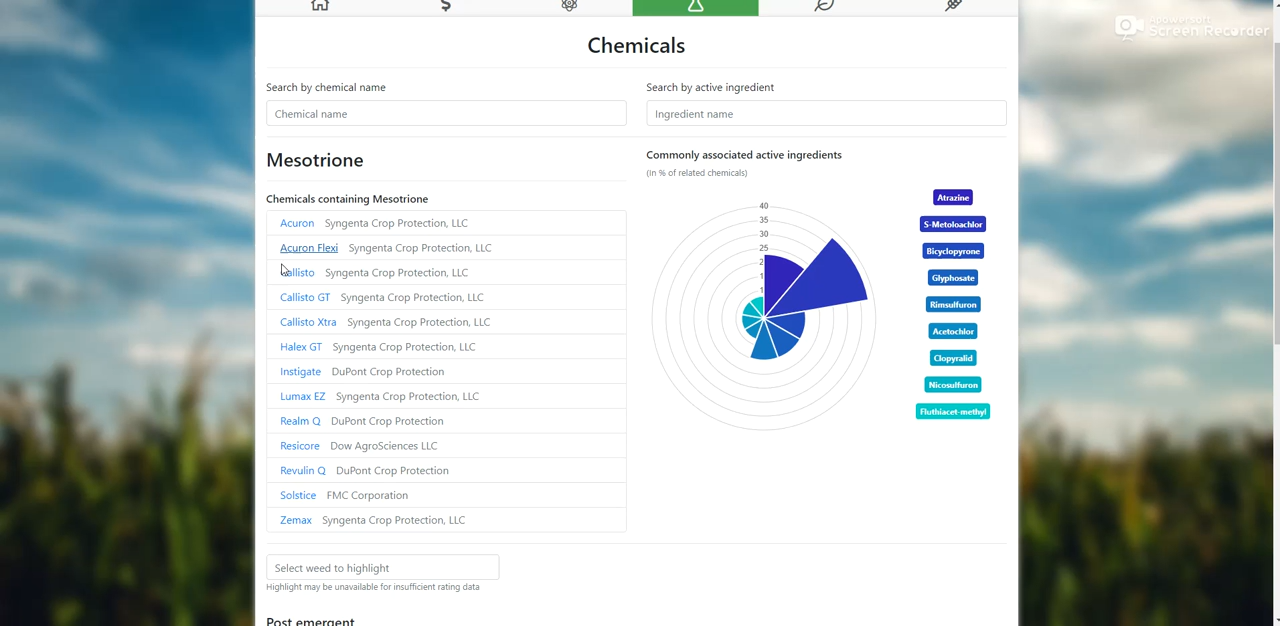 Apowersoft
Screen Recorder
Chemicals
Search by chemical name
Search by active ingredient
Chemical name
Ingredient name
Mesotrione
Commonly associated active ingredients
(In % of related chemicals)
Chemicals containing Mesotrione
Acuron Syngenta Crop Protection, LLC
Acuron Flexi Syngenta Crop Protection, LLC
Syngenta Crop Protection, LLC
Callisto GT Syngenta Crop Protection, LLC
Callisto Xtra Syngenta Crop Protection, LLC
Halex GT Syngenta Crop Protection, LLC
Instigate DuPont Crop Protection
Lumax EZ Syngenta Crop Protection, LLC
Realm Q DuPont Crop Protection
Resicore Dow AgroSciences LLC
Revulin Q DuPont Crop Protection
Solstice FMC Corporation
Zemax Syngenta Crop Protection, LLC
40
35
30
25
Atrazine
S-Metoloachlor
Bicyclopyrone
Glyphosate
Rimsulfuron
Acetochlor
Clopyralid
Nicosulfuron
Fluthiacet-methyl
Select weed to highlight
Highlight may be unavailable for insufficient rating data
Post emergent